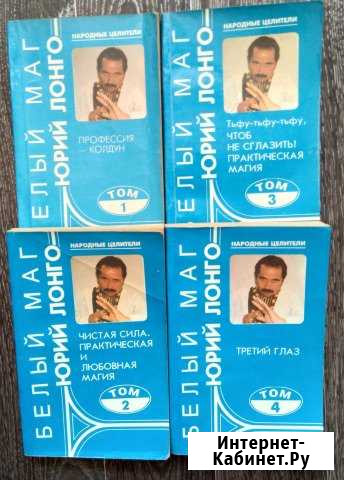 НАРОДНЫЕ ЦЕЛИТЕЛИ
ЕЛЫЙ МАГ
ЮРИЙ ЛОНГО
ПРОФЕССИЯ
– КОЛДУН
ТОМ
1
НАРОДНЫЕ ЦЕЛИТЕЛИ
ЕЛЫЙ МАГ
ЮРИЙ ЛОНГО
Тьфу-тьфу-тьфу,
ЧТОБ
НЕ СГЛАЗИТЬ!
ПРАКТИЧЕСКАЯ
МАГИЯ
ТОМ
3
НАРОДНЫЕ ЦЕЛИТЕЛИ
БЕЛЫЙ МАГ
ЮРИЙ ЛОНГО
ЧИСТАЯ СИЛА.
ПРАКТИЧЕСКАЯ
И
ЛЮБОВНАЯ
МАГИЯ
ТОМ
2
НАРОДНЫЕ ЦЕЛИТЕЛИ
БЕЛЫЙ МАГ
ЮРИЙ ЛОНГО
ТРЕТИЙ ГЛАЗ
ТОМ
4
Интернет-
Кабинет.Ру